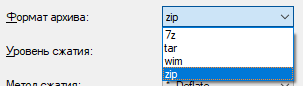 Формат архива: zip
7z
tar
Уровень сжатия: wim
zip
Метод сжатия: * Deflate